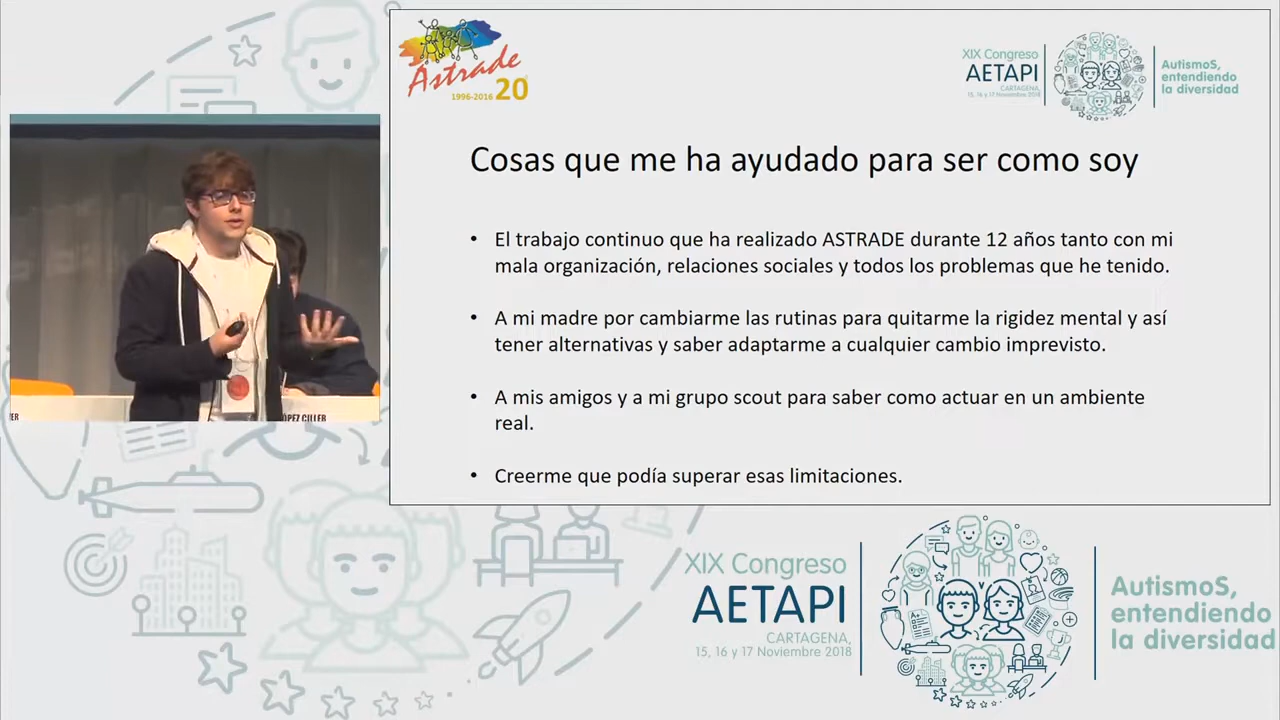 Astrade
1996-2016 20
XIX Congreso
AETAPI
CARTAGENA,
15, 16 y 17 Noviembre 2018
AutismoS,
entendiendo
la diversidad
Cosas que me ha ayudado para ser como soy
• El trabajo continuo que ha realizado ASTRADE durante 12 años tanto con mi
mala organización, relaciones sociales y todos los problemas que he tenido.
• A mi madre por cambiarme las rutinas para quitarme la rigidez mental y así
tener alternativas y saber adaptarme a cualquier cambio imprevisto.
• A mis amigos y a mi grupo scout para saber como actuar en un ambiente
real.
• Creerme que podía superar esas limitaciones.
ÓPEZ CILLER
XIX Congreso
AETAPI
CARTAGENA,
15, 16 y 17 Noviembre 2018
AutismoS,
entendiendo
la diversidad